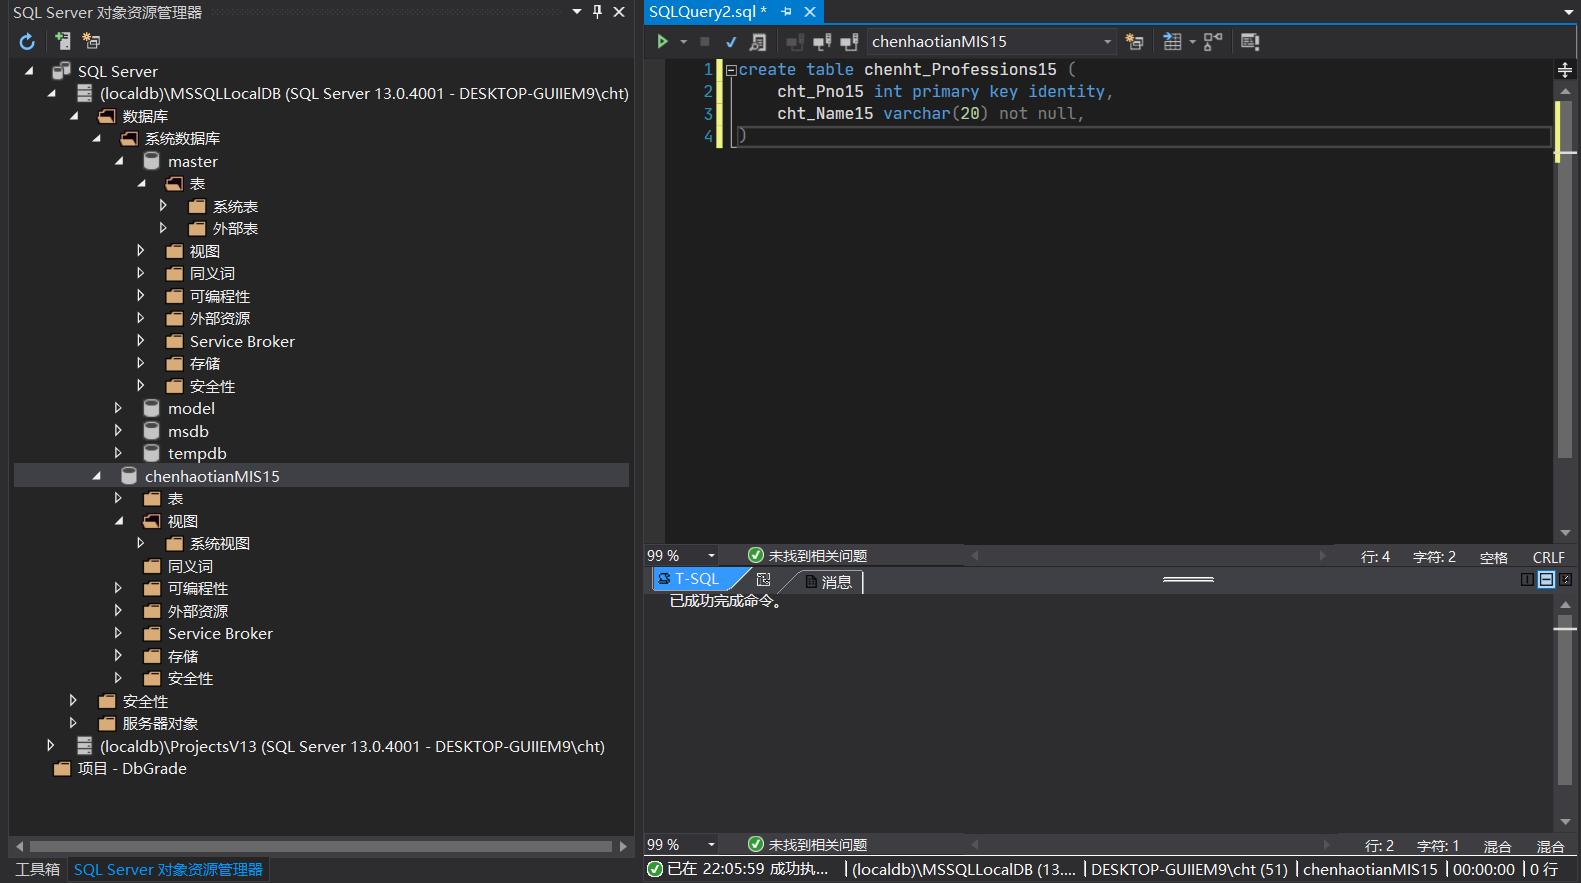 SQL Server 对象资源管理器
SQL Server
(localdb)\MSSQLLocalDB (SQL Server 13.0.4001 - DESKTOP-GUIIEM9\cht)
数据库
系统数据库
master
表
系统表
外部表
视图
同义词
可编程性
外部资源
Service Broker
存储
安全性
model
msdb
tempdb
chenhaotianMIS15
表
视图
系统视图
同义词
可编程性
外部资源
Service Broker
存储
安全性
安全性
服务器对象
(localdb)\ProjectsV13 (SQL Server 13.0.4001 - DESKTOP-GUIIEM9\cht)
项目 - DbGrade
工具箱 SQL Server 对象资源管理器
SQLQuery2.sql *
chenhaotianMIS15
1 create table chenht_Professions15 (
2 cht_Pno15 int primary key identity,
3 cht_Name15 varchar(20) not null,
4 )
99 % 未找到相关问题 行: 4 字符: 2 空格 CRLF
T-SQL 消息
已成功完成命令。
99 % 未找到相关问题 行: 2 字符: 1 混合 混合
已在 22:05:59 成功执... (localdb)\MSSQLLocalDB (13.... DESKTOP-GUIIEM9\cht (51) chenhaotianMIS15 00:00:00 0 行